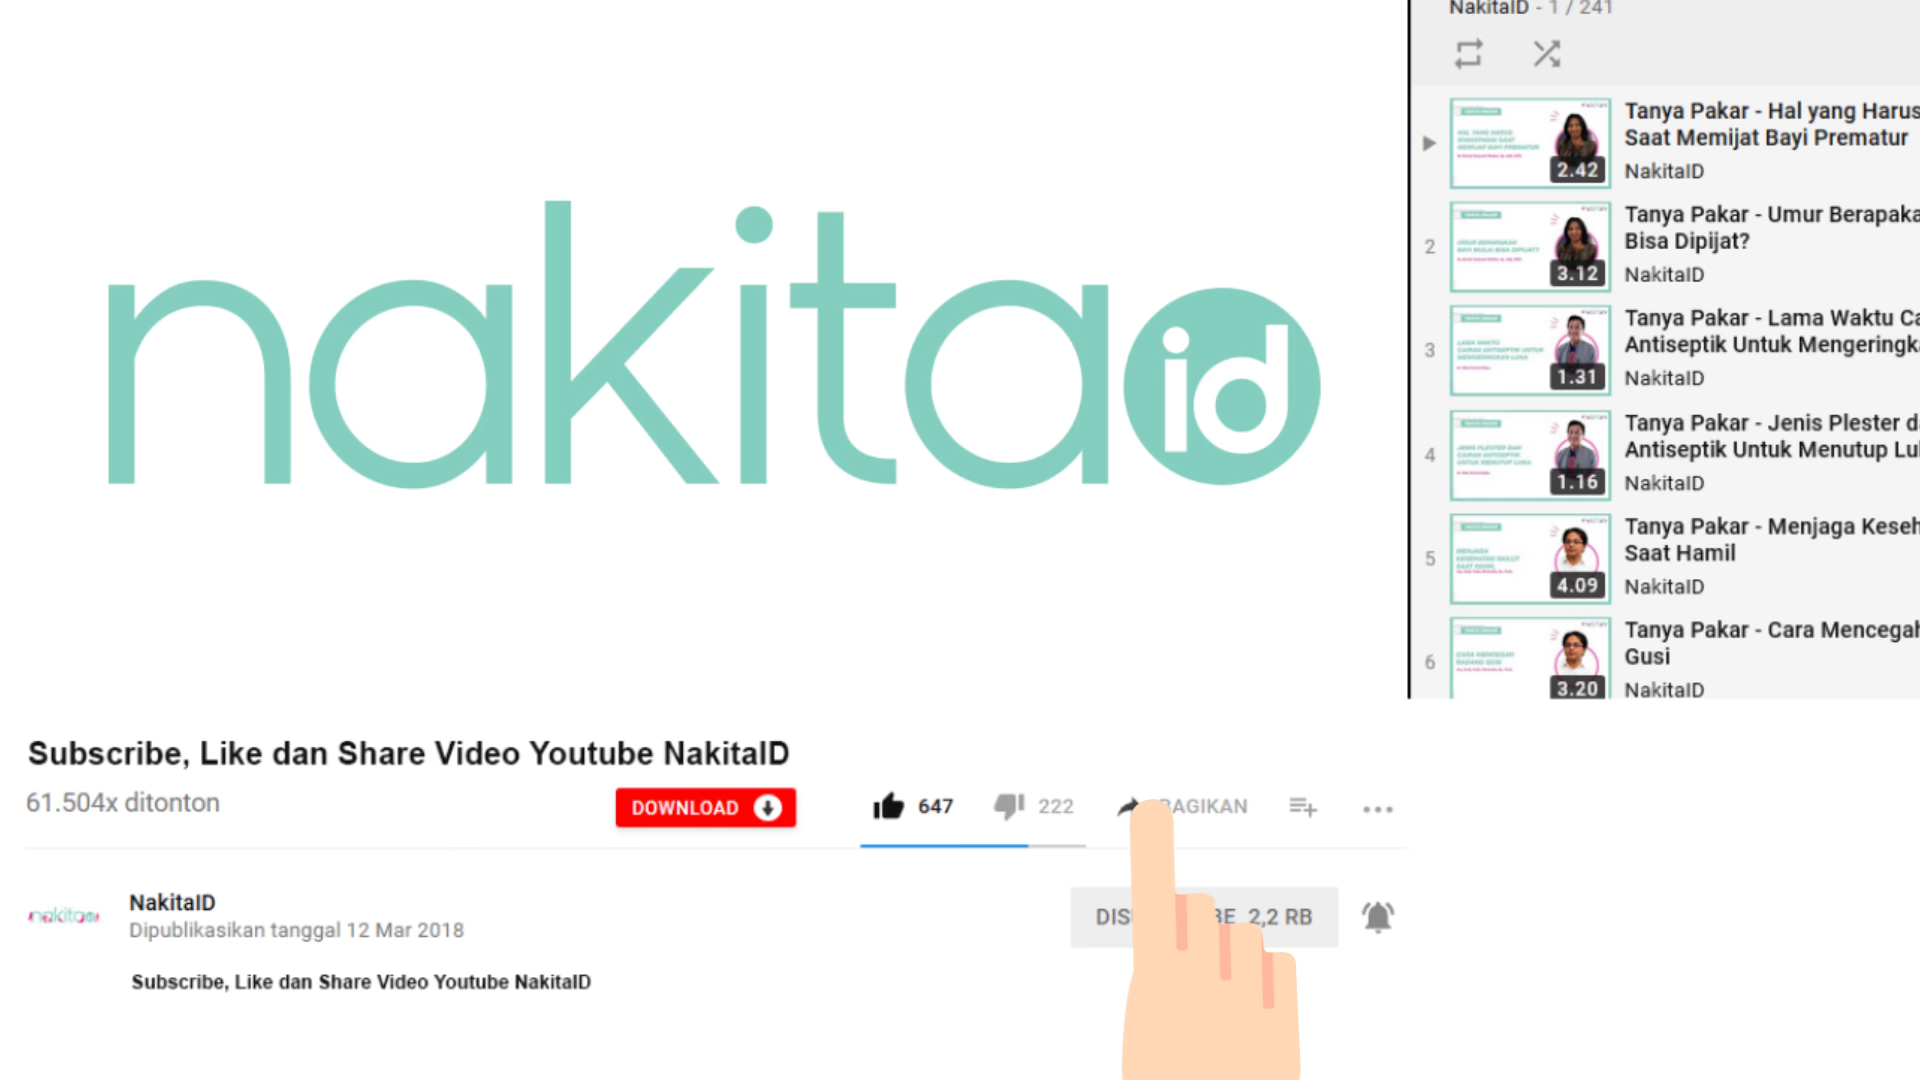 nakita id
NakitaID - 1 / 241
Tanya Pakar - Hal yang Harus
Saat Memijat Bayi Prematur
2.42
NakitaID
2
Tanya Pakar - Umur Berapaka
Bisa Dipijat?
3.12
NakitaID
3
Tanya Pakar - Lama Waktu Ca
Antiseptik Untuk Mengeringka
1.31
NakitaID
4
Tanya Pakar - Jenis Plester da
Antiseptik Untuk Menutup Lu
1.16
NakitaID
5
Tanya Pakar - Menjaga Keseh
Saat Hamil
4.09
NakitaID
6
Tanya Pakar - Cara Mencegah
Gusi
3.20
NakitaID
Subscribe, Like dan Share Video Youtube NakitaID
61.504x ditonton
DOWNLOAD
647
222
BAGIKAN
nakita
NakitaID
Dipublikasikan tanggal 12 Mar 2018
2,2 RB
Subscribe, Like dan Share Video Youtube NakitaID